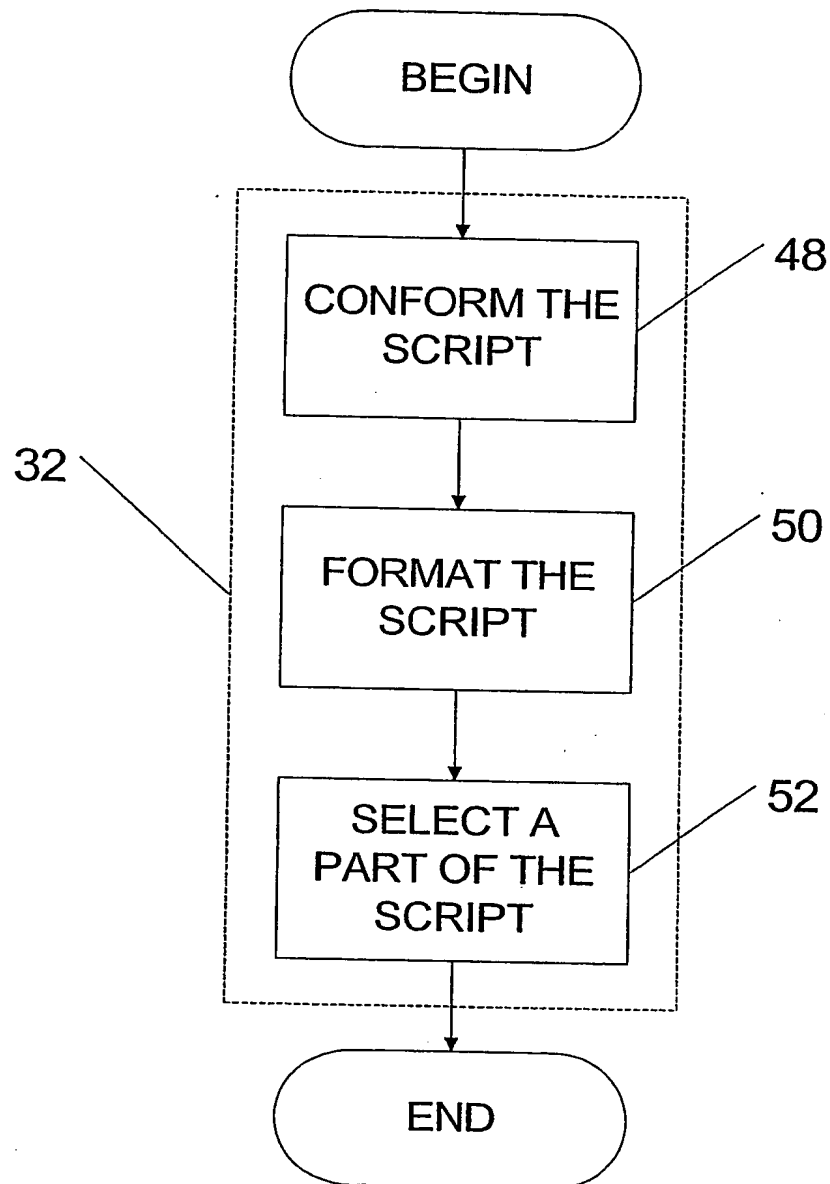 BEGIN
CONFORM THE
SCRIPT
48
32
FORMAT THE
SCRIPT
50
SELECT A
PART OF THE
SCRIPT
52
END